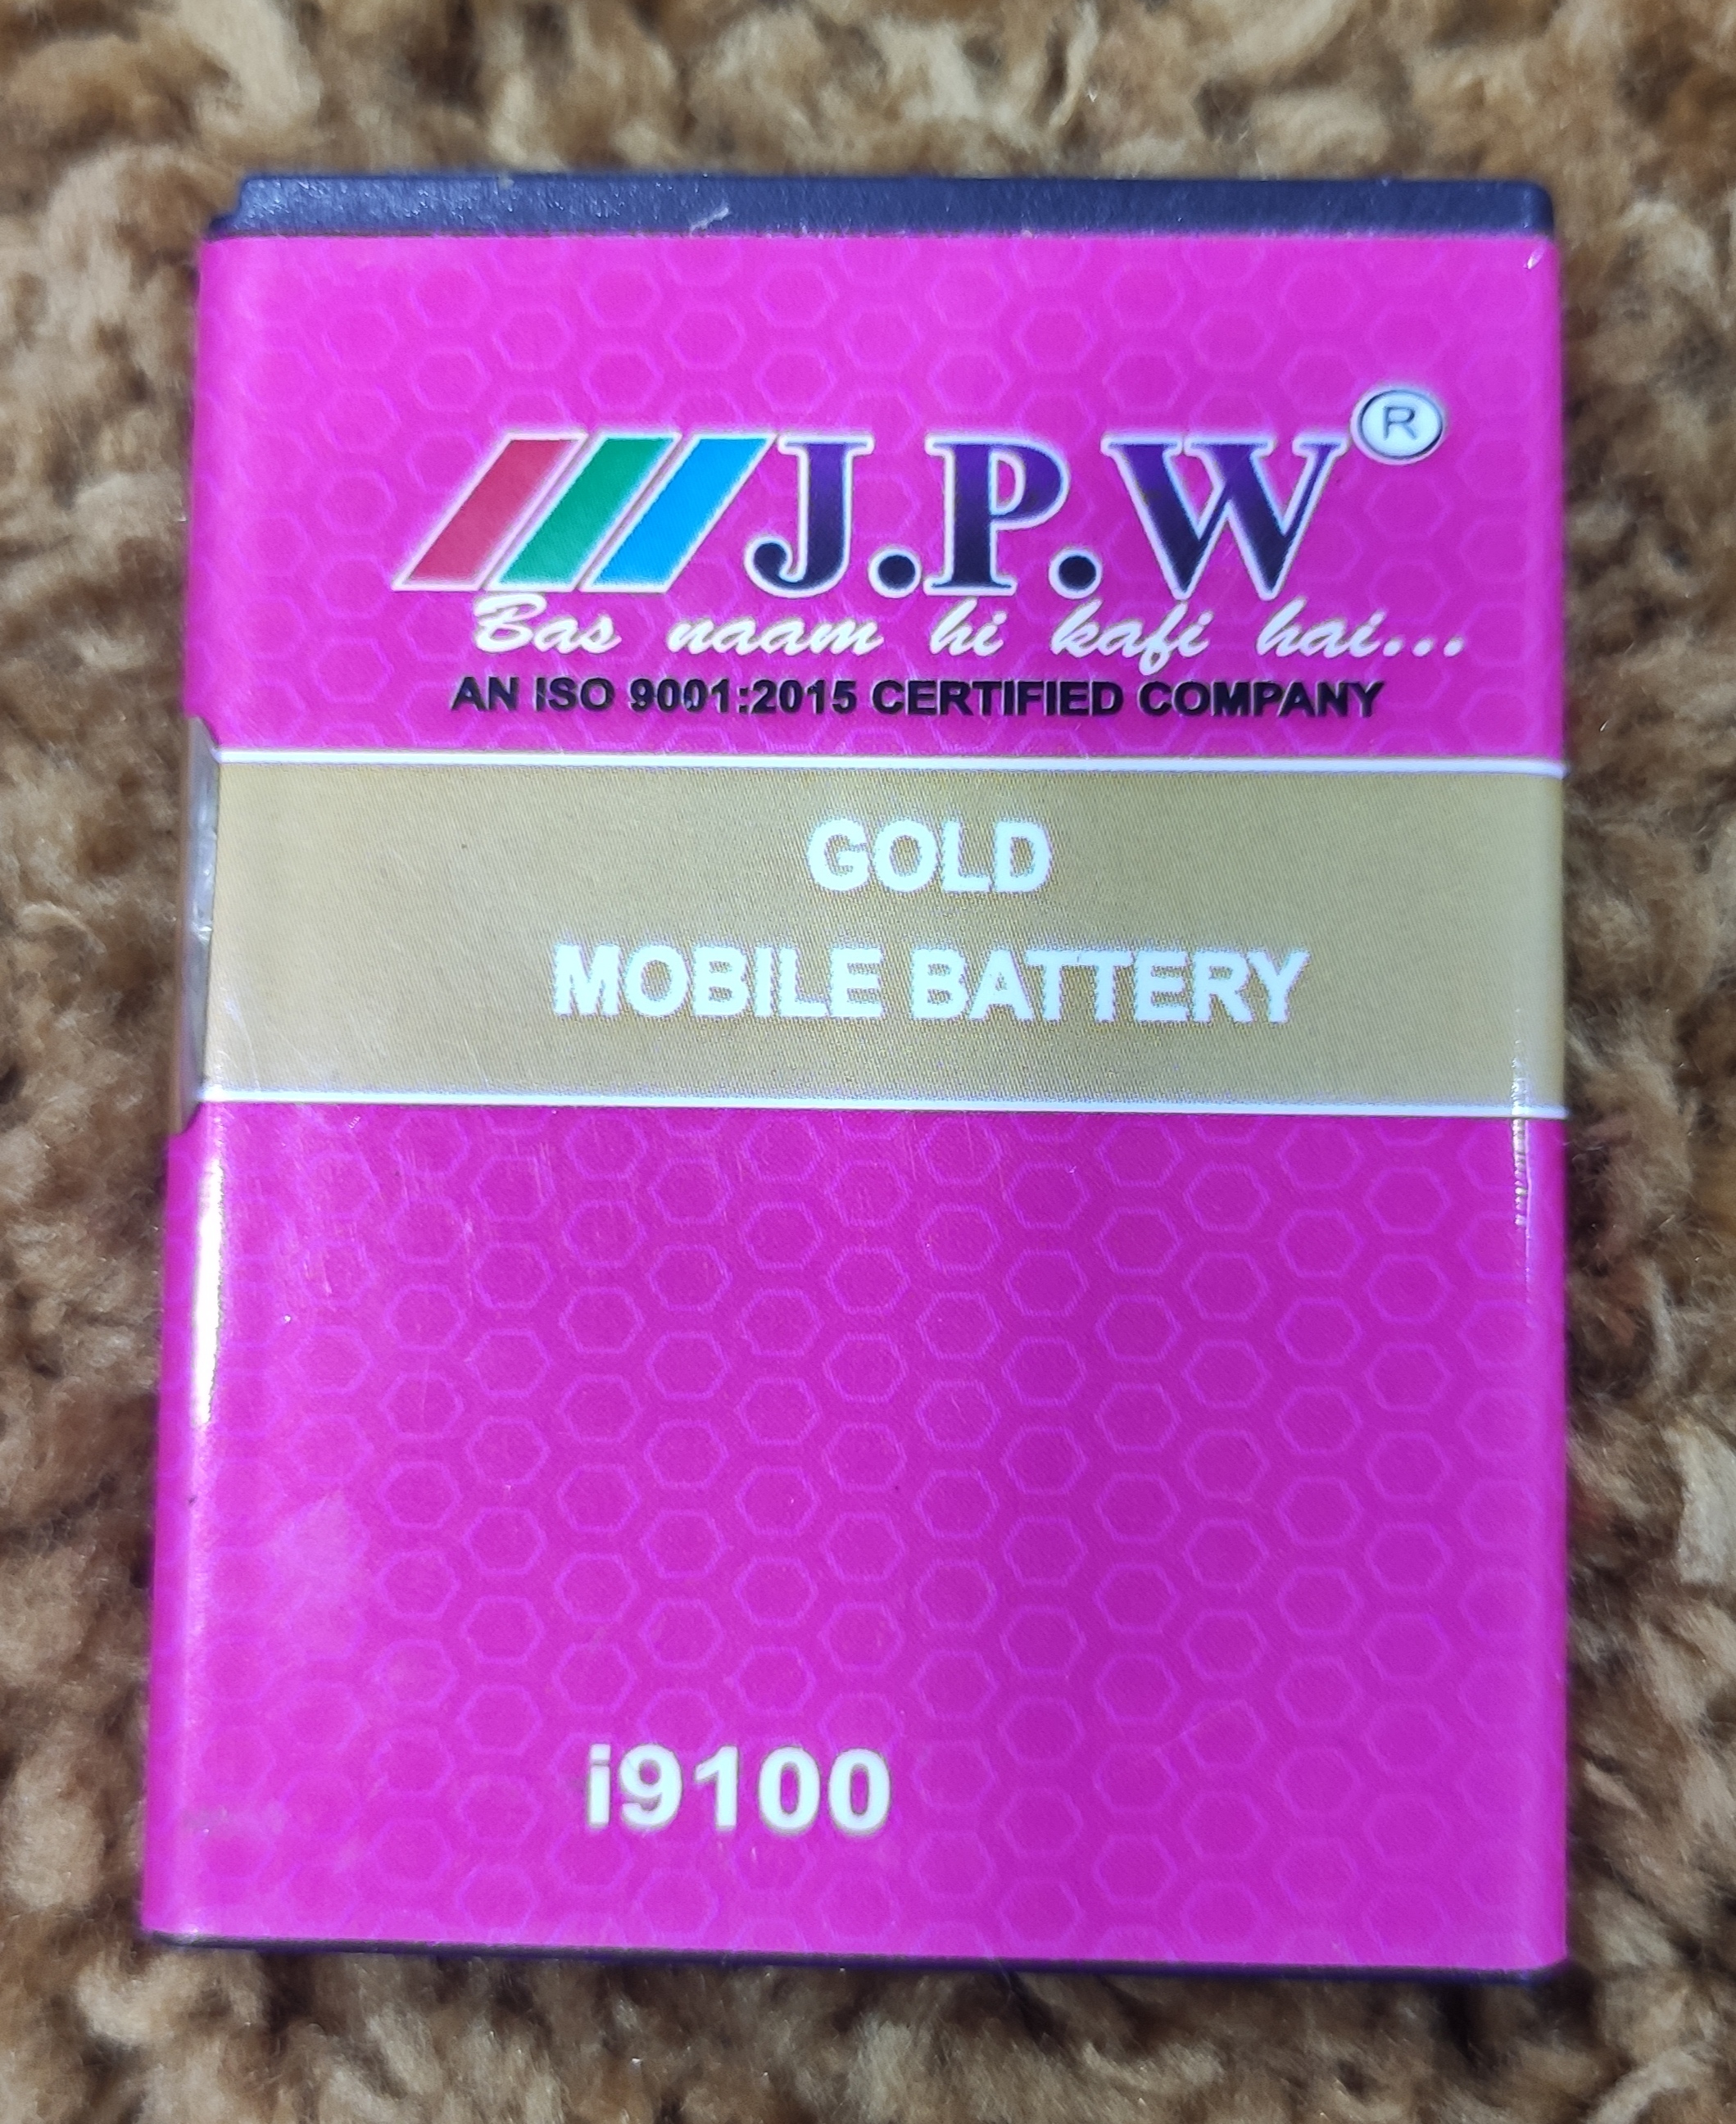 J.P.W ®
Bas naam hi kafi hai...
AN ISO 9001:2015 CERTIFIED COMPANY
GOLD
MOBILE BATTERY
i9100